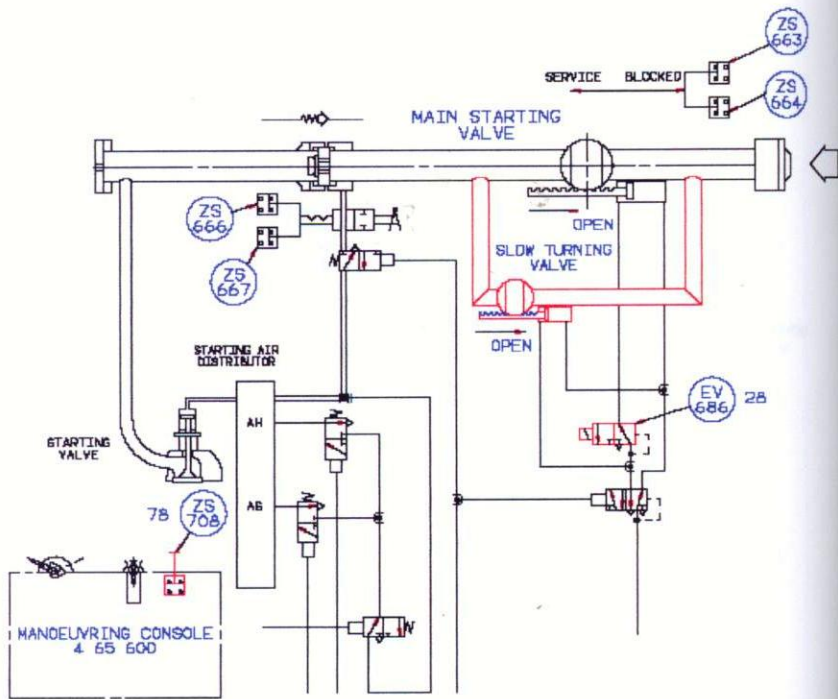 ZS
663
SERVICE BLOCKED
ZS
664
MAIN STARTING
VALVE
ZS
666
OPEN
ZS
667
SLOW TURNING
VALVE
OPEN
STARTING AIR
DISTRIBUTOR
EV
686
28
AH
STARTING
VALVE
78
ZS
708
AS
MANOEUVRING CONSOLE
4 65 600